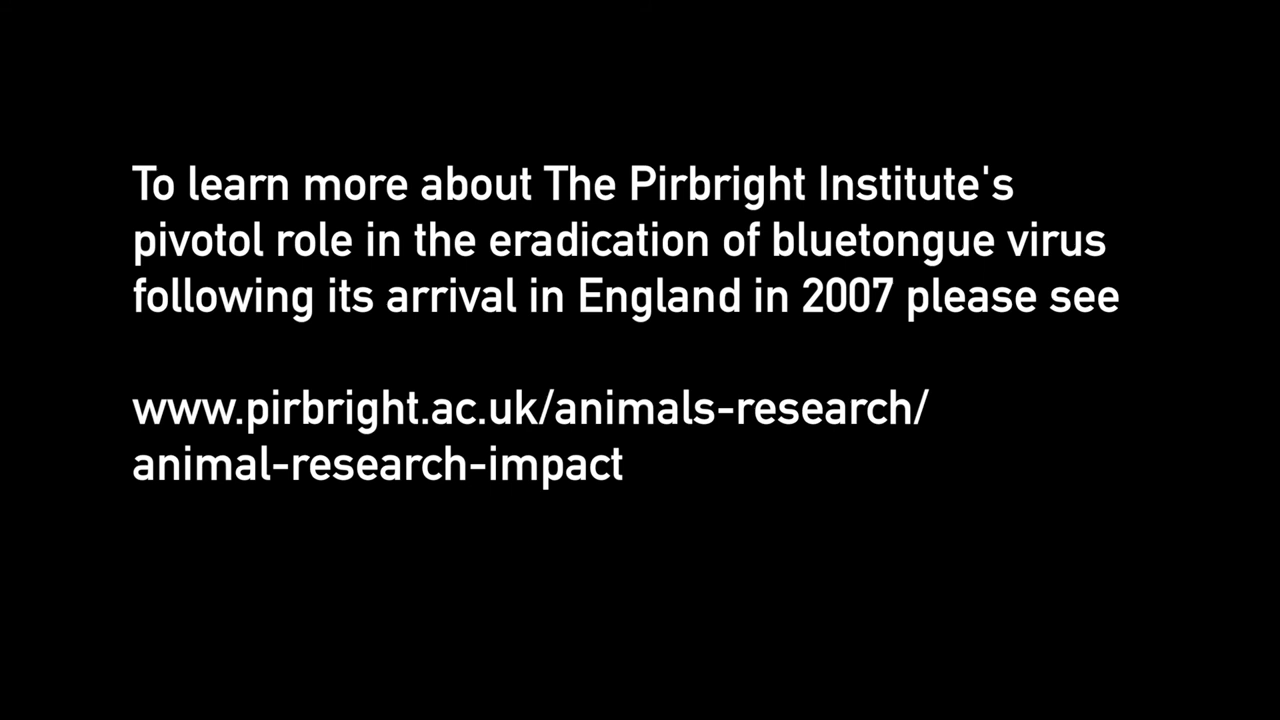 To learn more about The Pirbright Institute's
pivotol role in the eradication of bluetongue virus
following its arrival in England in 2007 please see
www.pirbright.ac.uk/animals-research/
animal-research-impact